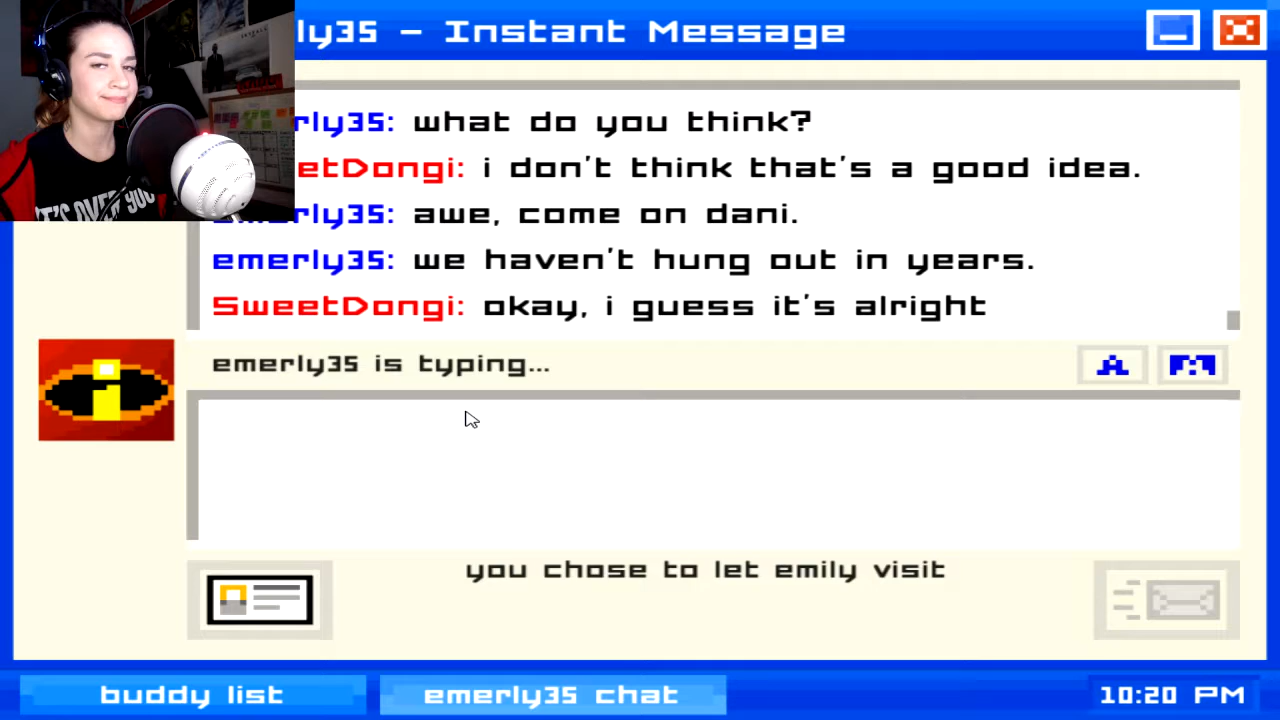 ly35 - Instant Message
rly35: what do you think?
etDongi: i don't think that's a good idea.
emerly35: awe, come on dani.
emerly35: we haven't hung out in years.
SweetDongi: okay, i guess it's alright
emerly35 is typing...
A
you chose to let emily visit
buddy list
emerly35 chat
10:20 PM